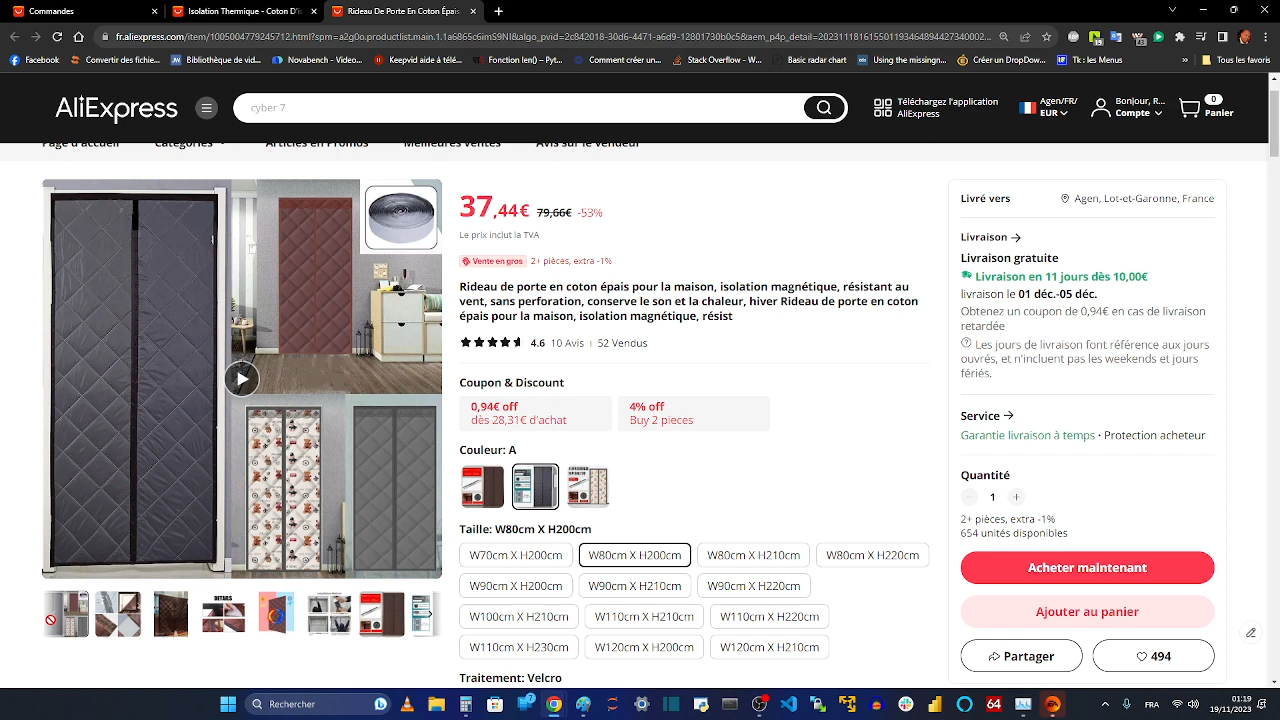 Commandes
Isolation Thermique - Coton D'is
Rideau De Porte En Coton Épais
fr.aliexpress.com/item/1005004779245712.html?spm=a2g0o.productlist.main.1.1a6865c6imS9NI&algo_pvid=2c842018-30d6-4471-a6d9-12801730b0c58&aem_p4p_detail=202311181615501193464894427340002...
Facebook
Convertir des fichie...
Bibliothèque de vid...
Novabench - Videc...
Keepvid aide à télé...
Fonction len() – Pyt...
Comment créer un...
Stack Overflow - W...
Basic radar chart
Using the missingn...
Créer un DropDow...
Tk : les Menus
»
Tous les favoris
AliExpress
cyber 7
Téléchargez l'application
AliExpress
Agen/FR/
EUR
Bonjour, R...
Compte
0
Panier
Page d'accueil
Catégories
Articles en Promos
Meilleures ventes
Avis sur le vendeur
37,44€ 79,66€ -53%
Le prix inclut la TVA
Vente en gros 2+ pièces, extra -1%
Rideau de porte en coton épais pour la maison, isolation magnétique, résistant au
vent, sans perforation, conserve le son et la chaleur, hiver Rideau de porte en coton
épais pour la maison, isolation magnétique, résist
4.6 10 Avis 52 Vendus
Coupon & Discount
0,94€ off
dès 28,31€ d'achat
4% off
Buy 2 pieces
Couleur: A
Taille: W80cm X H200cm
W70cm X H200cm
W80cm X H200cm
W80cm X H210cm
W80cm X H220cm
W90cm X H200cm
W90cm X H210cm
W90cm X H220cm
W100cm X H210cm
W110cm X H210cm
W110cm X H220cm
W110cm X H230cm
W120cm X H200cm
W120cm X H210cm
Traitement: Velcro
DETAILS
Livré vers
Agen, Lot-et-Garonne, France
Livraison
Livraison gratuite
Livraison en 11 jours dès 10,00€
livraison le 01 déc.-05 déc.
Obtenez un coupon de 0,94€ en cas de livraison
retardée
Les jours de livraison font référence aux jours
ouvrés, et n'incluent pas les weekends et jours
fériés.
Service
Garantie livraison à temps · Protection acheteur
Quantité
- 1 +
2+ pièces, extra -1%
654 unités disponibles
Acheter maintenant
Ajouter au panier
Partager
494
Rechercher
64
FRA
01:19
19/11/2023